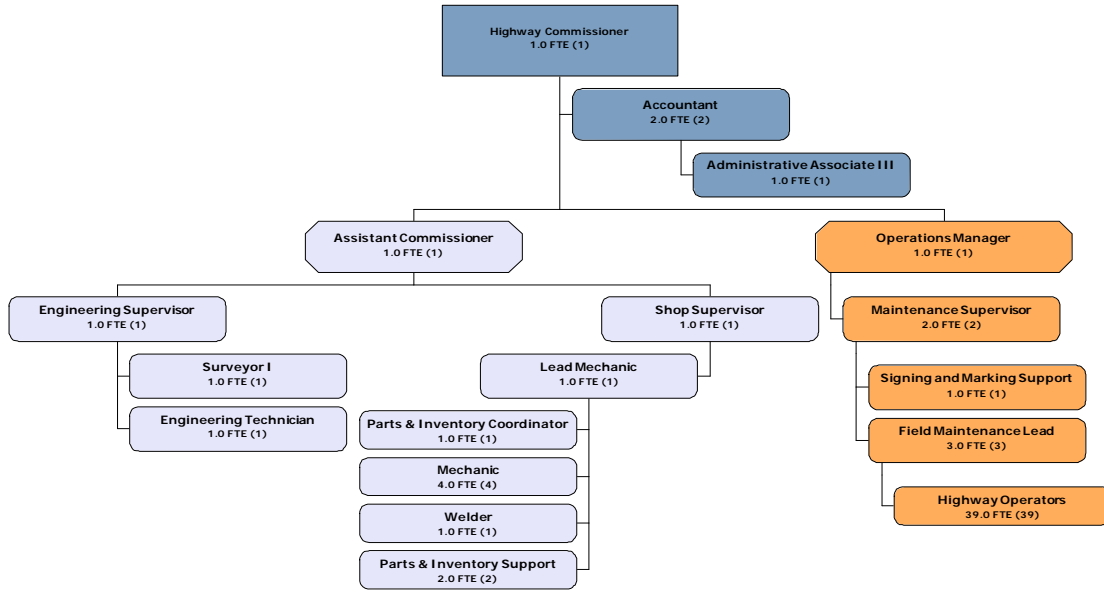 Highway Commissioner
1.0 FTE (1)
Accountant
2.0 FTE (2)
Administrative Associate III
1.0 FTE (1)
Assistant Commissioner
1.0 FTE (1)
Operations Manager
1.0 FTE (1)
Engineering Supervisor
1.0 FTE (1)
Shop Supervisor
1.0 FTE (1)
Maintenance Supervisor
2.0 FTE (2)
Surveyor I
1.0 FTE (1)
Lead Mechanic
1.0 FTE (1)
Signing and Marking Support
1.0 FTE (1)
Engineering Technician
1.0 FTE (1)
Parts & Inventory Coordinator
1.0 FTE (1)
Field Maintenance Lead
3.0 FTE (3)
Mechanic
4.0 FTE (4)
Highway Operators
39.0 FTE (39)
Welder
1.0 FTE (1)
Parts & Inventory Support
2.0 FTE (2)